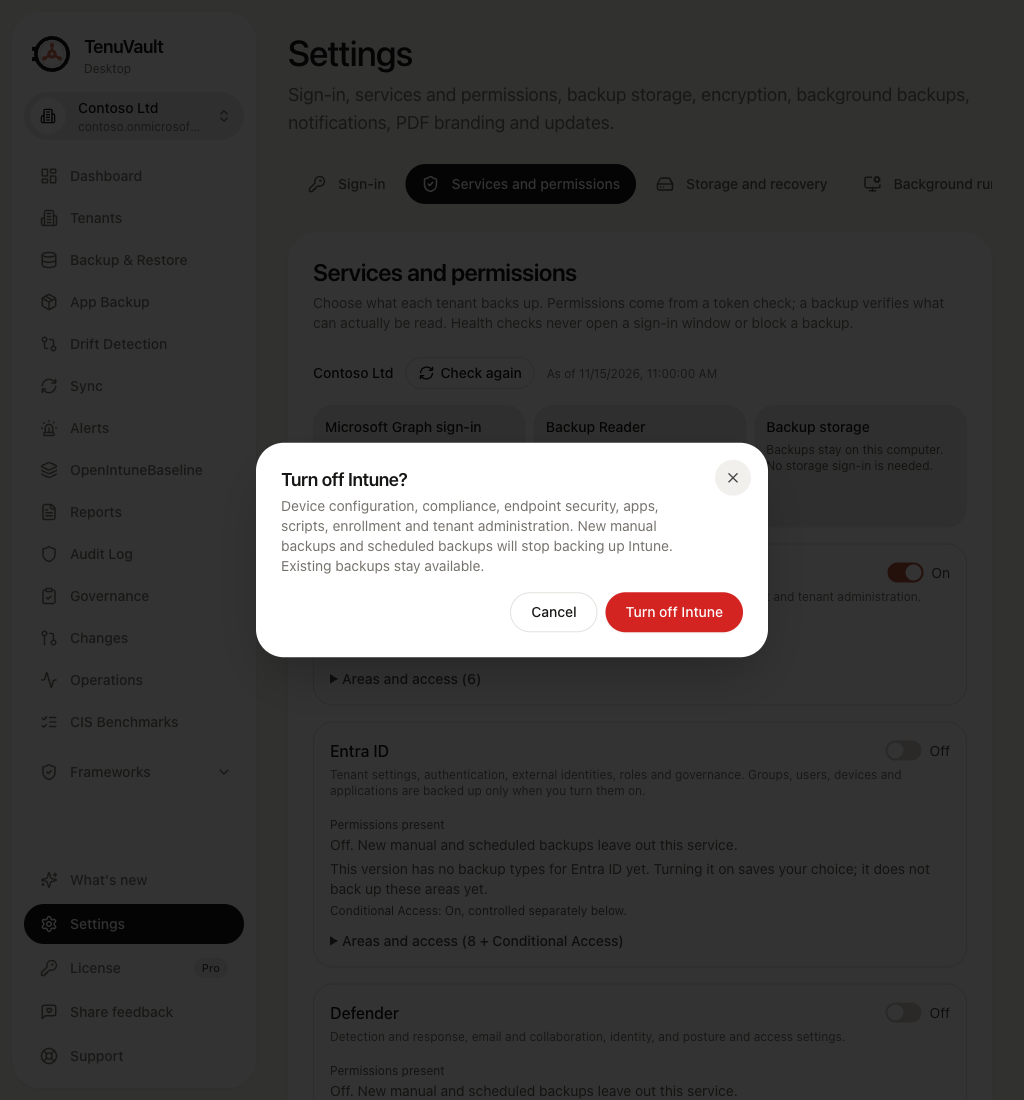 TenuVault
Desktop
Contoso Ltd
contoso.onmicrosof...
Dashboard
Tenants
Backup & Restore
App Backup
Drift Detection
Sync
Alerts
OpenIntuneBaseline
Reports
Audit Log
Governance
Changes
Operations
CIS Benchmarks
Frameworks
What's new
Settings
License
Pro
Share feedback
Support
Settings
Sign-in, services and permissions, backup storage, encryption, background backups,
notifications, PDF branding and updates.
Sign-in
Services and permissions
Storage and recovery
Background
Services and permissions
Choose what each tenant backs up. Permissions come from a token check; a backup verifies what
can actually be read. Health checks never open a sign-in window or block a backup.
Contoso Ltd
Check again
As of 11/15/2026, 11:00:00 AM
Microsoft Graph sign-in
Backup Reader
Backup storage
Backups stay on this computer.
No storage sign-in is needed.
Turn off Intune?
Device configuration, compliance, endpoint security, apps,
scripts, enrollment and tenant administration. New manual
backups and scheduled backups will stop backing up Intune.
Existing backups stay available.
Cancel
Turn off Intune
On
and tenant administration.
Areas and access (6)
Entra ID
Off
Tenant settings, authentication, external identities, roles and governance. Groups, users, devices and
applications are backed up only when you turn them on.
Permissions present
Off. New manual and scheduled backups leave out this service.
This version has no backup types for Entra ID yet. Turning it on saves your choice; it does not
back up these areas yet.
Conditional Access: On, controlled separately below.
Areas and access (8 + Conditional Access)
Defender
Off
Detection and response, email and collaboration, identity, and posture and access settings.
Permissions present
Off. New manual and scheduled backups leave out this service.